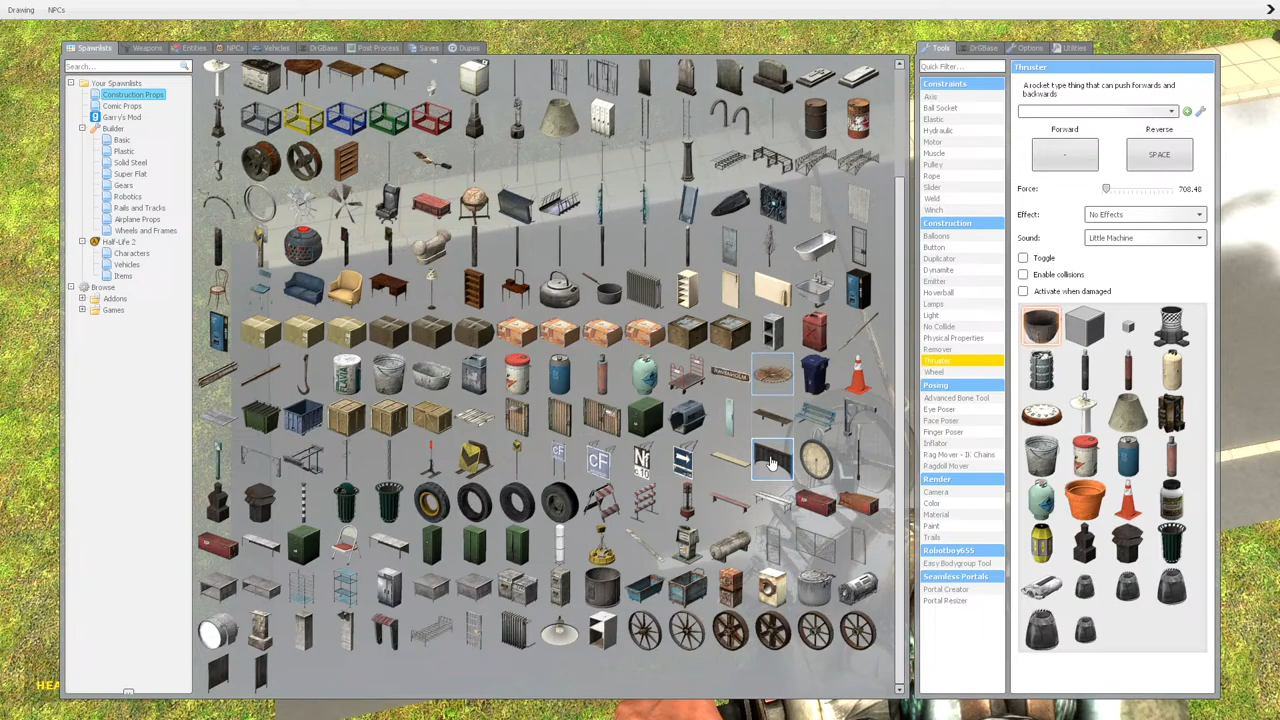 Drawing NPCs
Spawnlists Weapons Entities NPCs Vehicles DrGBase Post Process Saves Dupes
Search...
Your Spawnlists
Construction Props
Comic Props
Garry's Mod
Builder
Basic
Plastic
Solid Steel
Super Flat
Gears
Robotics
Rails and Tracks
Airplane Props
Wheels and Frames
Half-Life 2
Characters
Vehicles
Items
Browse
Addons
Games
RAVENHOLM
CF
CF
Tools DrGBase Options Utilities
Quick Filter...
Constraints
Axis
Ball Socket
Elastic
Hydraulic
Motor
Muscle
Pulley
Rope
Slider
Weld
Winch
Construction
Balloons
Button
Duplicator
Dynamite
Emitter
Hoverball
Lamps
Light
No Collide
Physical Properties
Remover
Thruster
Wheel
Posing
Advanced Bone Tool
Eye Poser
Face Poser
Finger Poser
Inflator
Rag Mover - IK Chains
Ragdoll Mover
Render
Camera
Color
Material
Paint
Trails
Robotboy655
Easy Bodygroup Tool
Seamless Portals
Portal Creator
Portal Resizer
Thruster
A rocket type thing that can push forwards and
backwards
Forward Reverse
- SPACE
Force: 708.48
Effect: No Effects
Sound: Little Machine
Toggle
Enable collisions
Activate when damaged